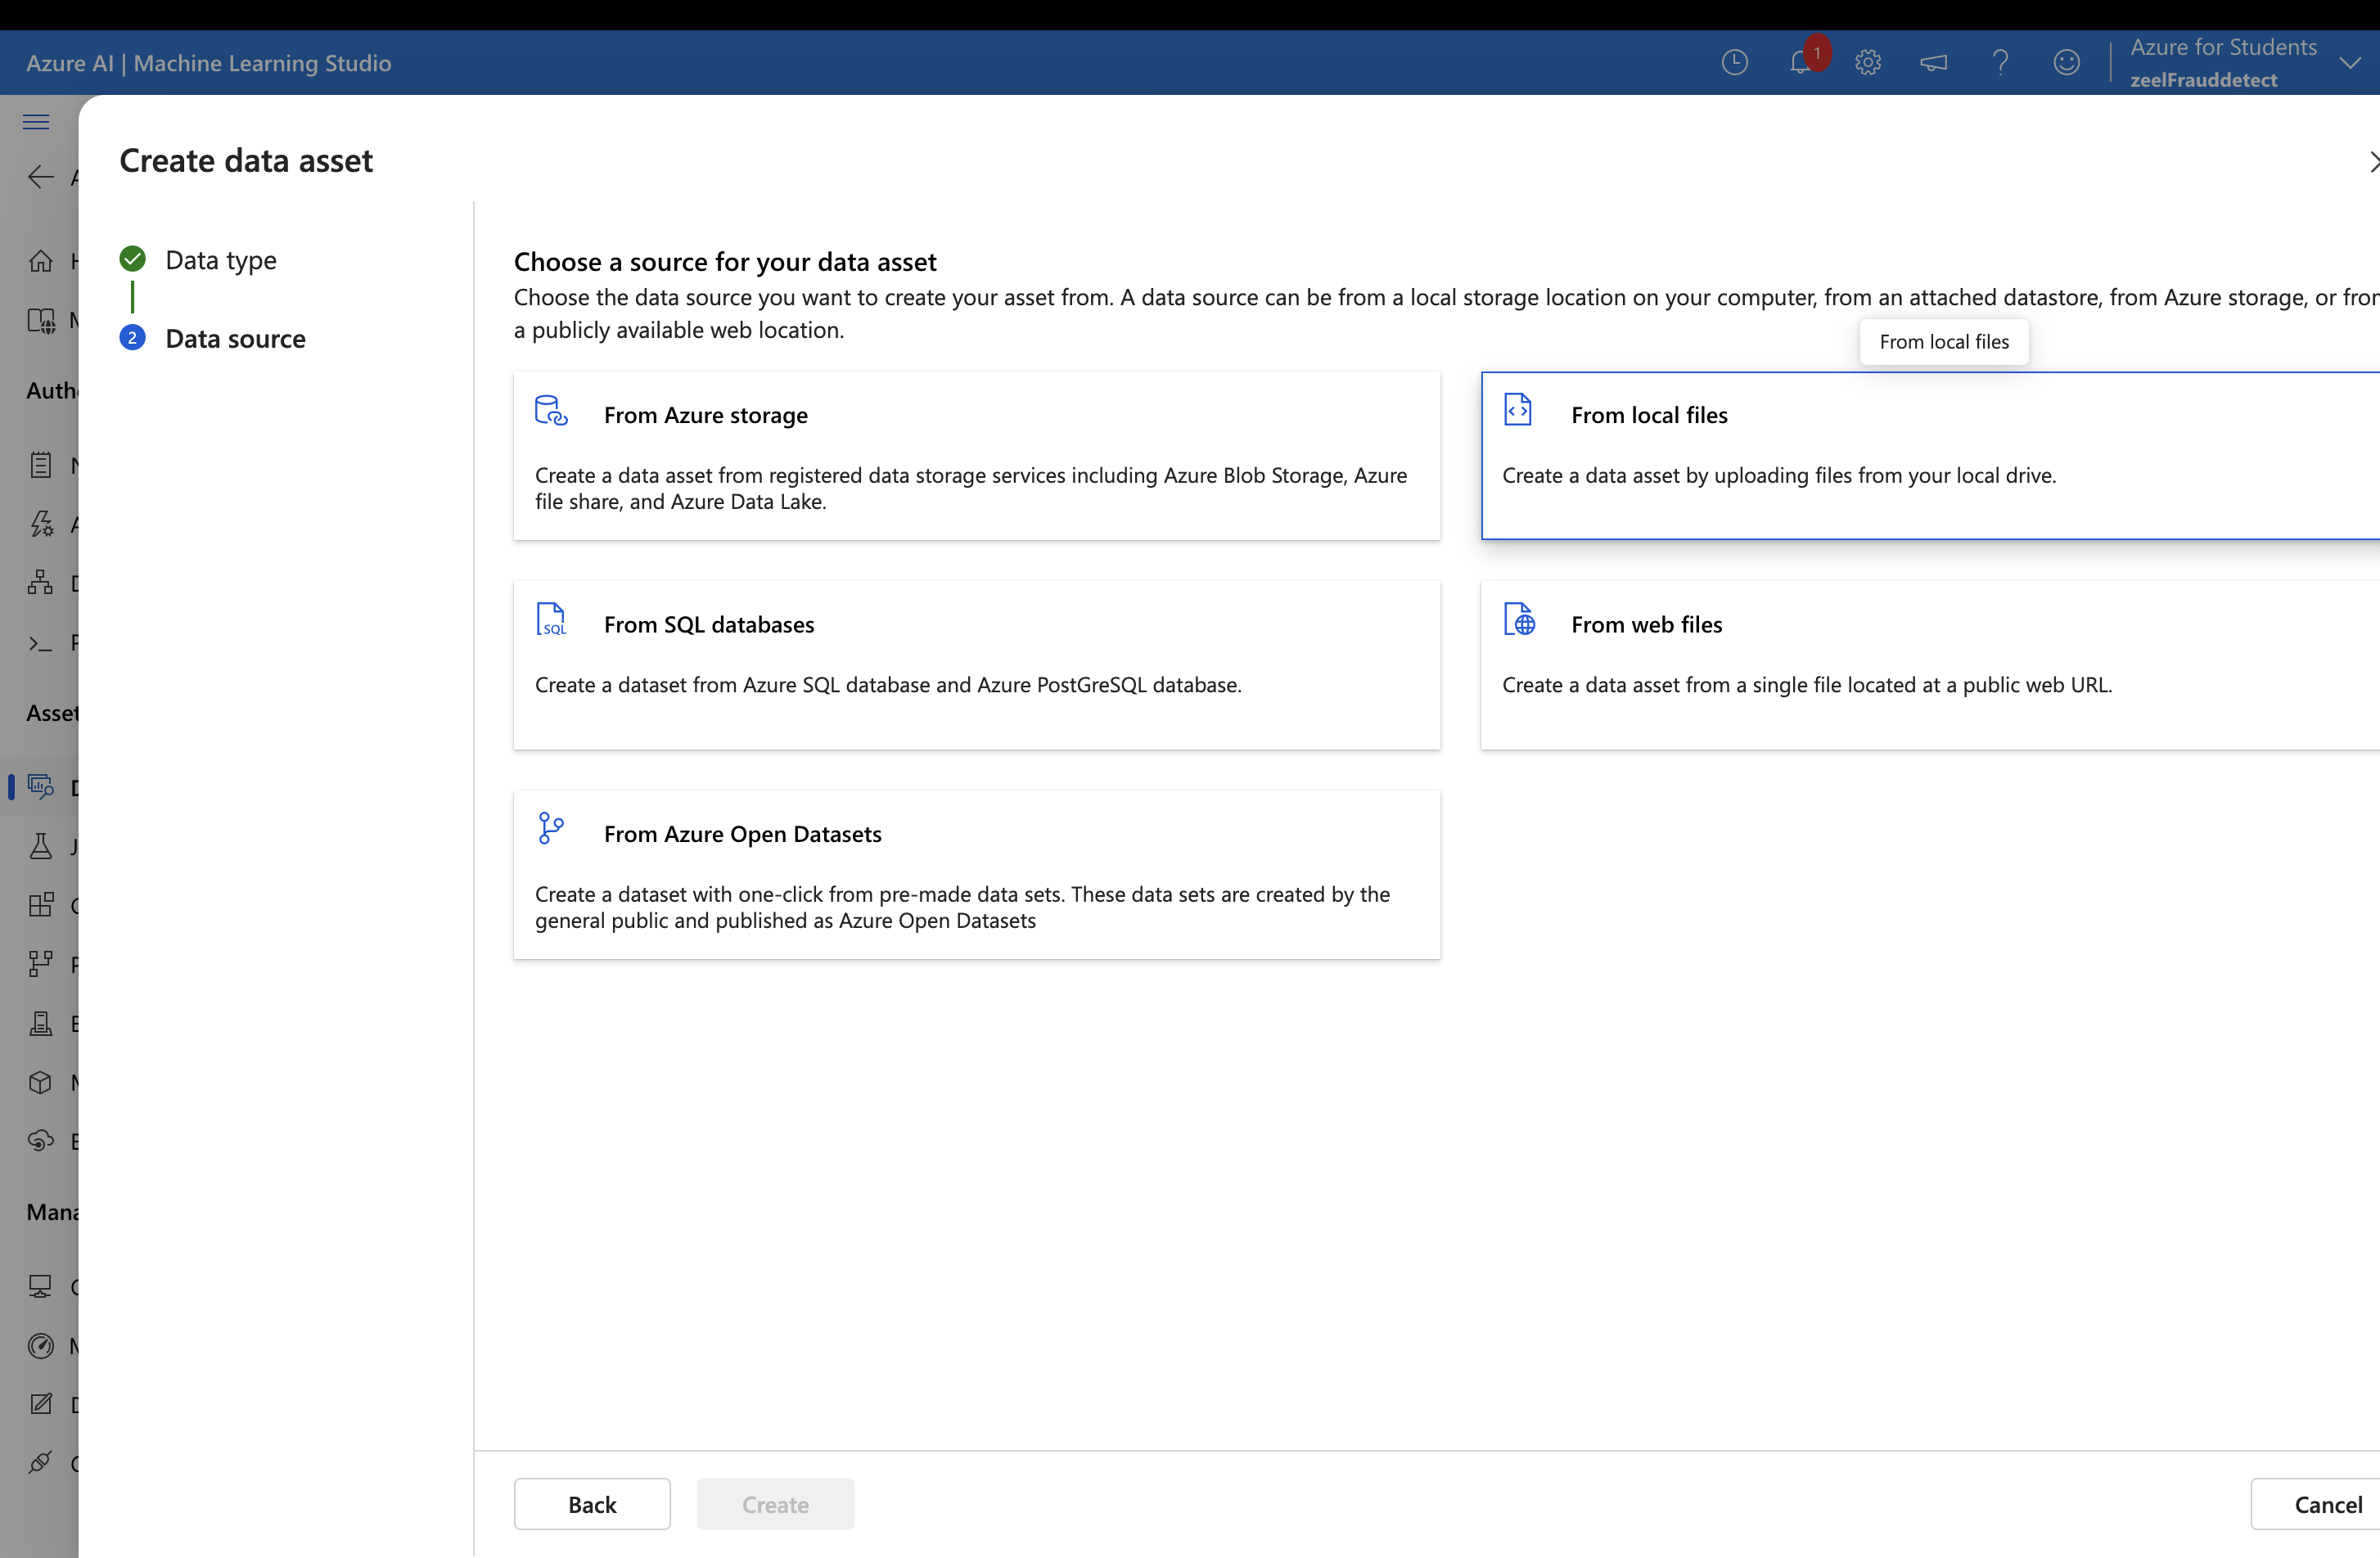 Azure AI | Machine Learning Studio
1
Azure for Students
zeelFrauddetect
Create data asset
Data type
2
Data source
Choose a source for your data asset
Choose the data source you want to create your asset from. A data source can be from a local storage location on your computer, from an attached datastore, from Azure storage, or from
a publicly available web location.
From local files
From Azure storage
Create a data asset from registered data storage services including Azure Blob Storage, Azure
file share, and Azure Data Lake.
From local files
Create a data asset by uploading files from your local drive.
SQL
From SQL databases
Create a dataset from Azure SQL database and Azure PostGreSQL database.
From web files
Create a data asset from a single file located at a public web URL.
From Azure Open Datasets
Create a dataset with one-click from pre-made data sets. These data sets are created by the
general public and published as Azure Open Datasets
Back
Create
Cancel